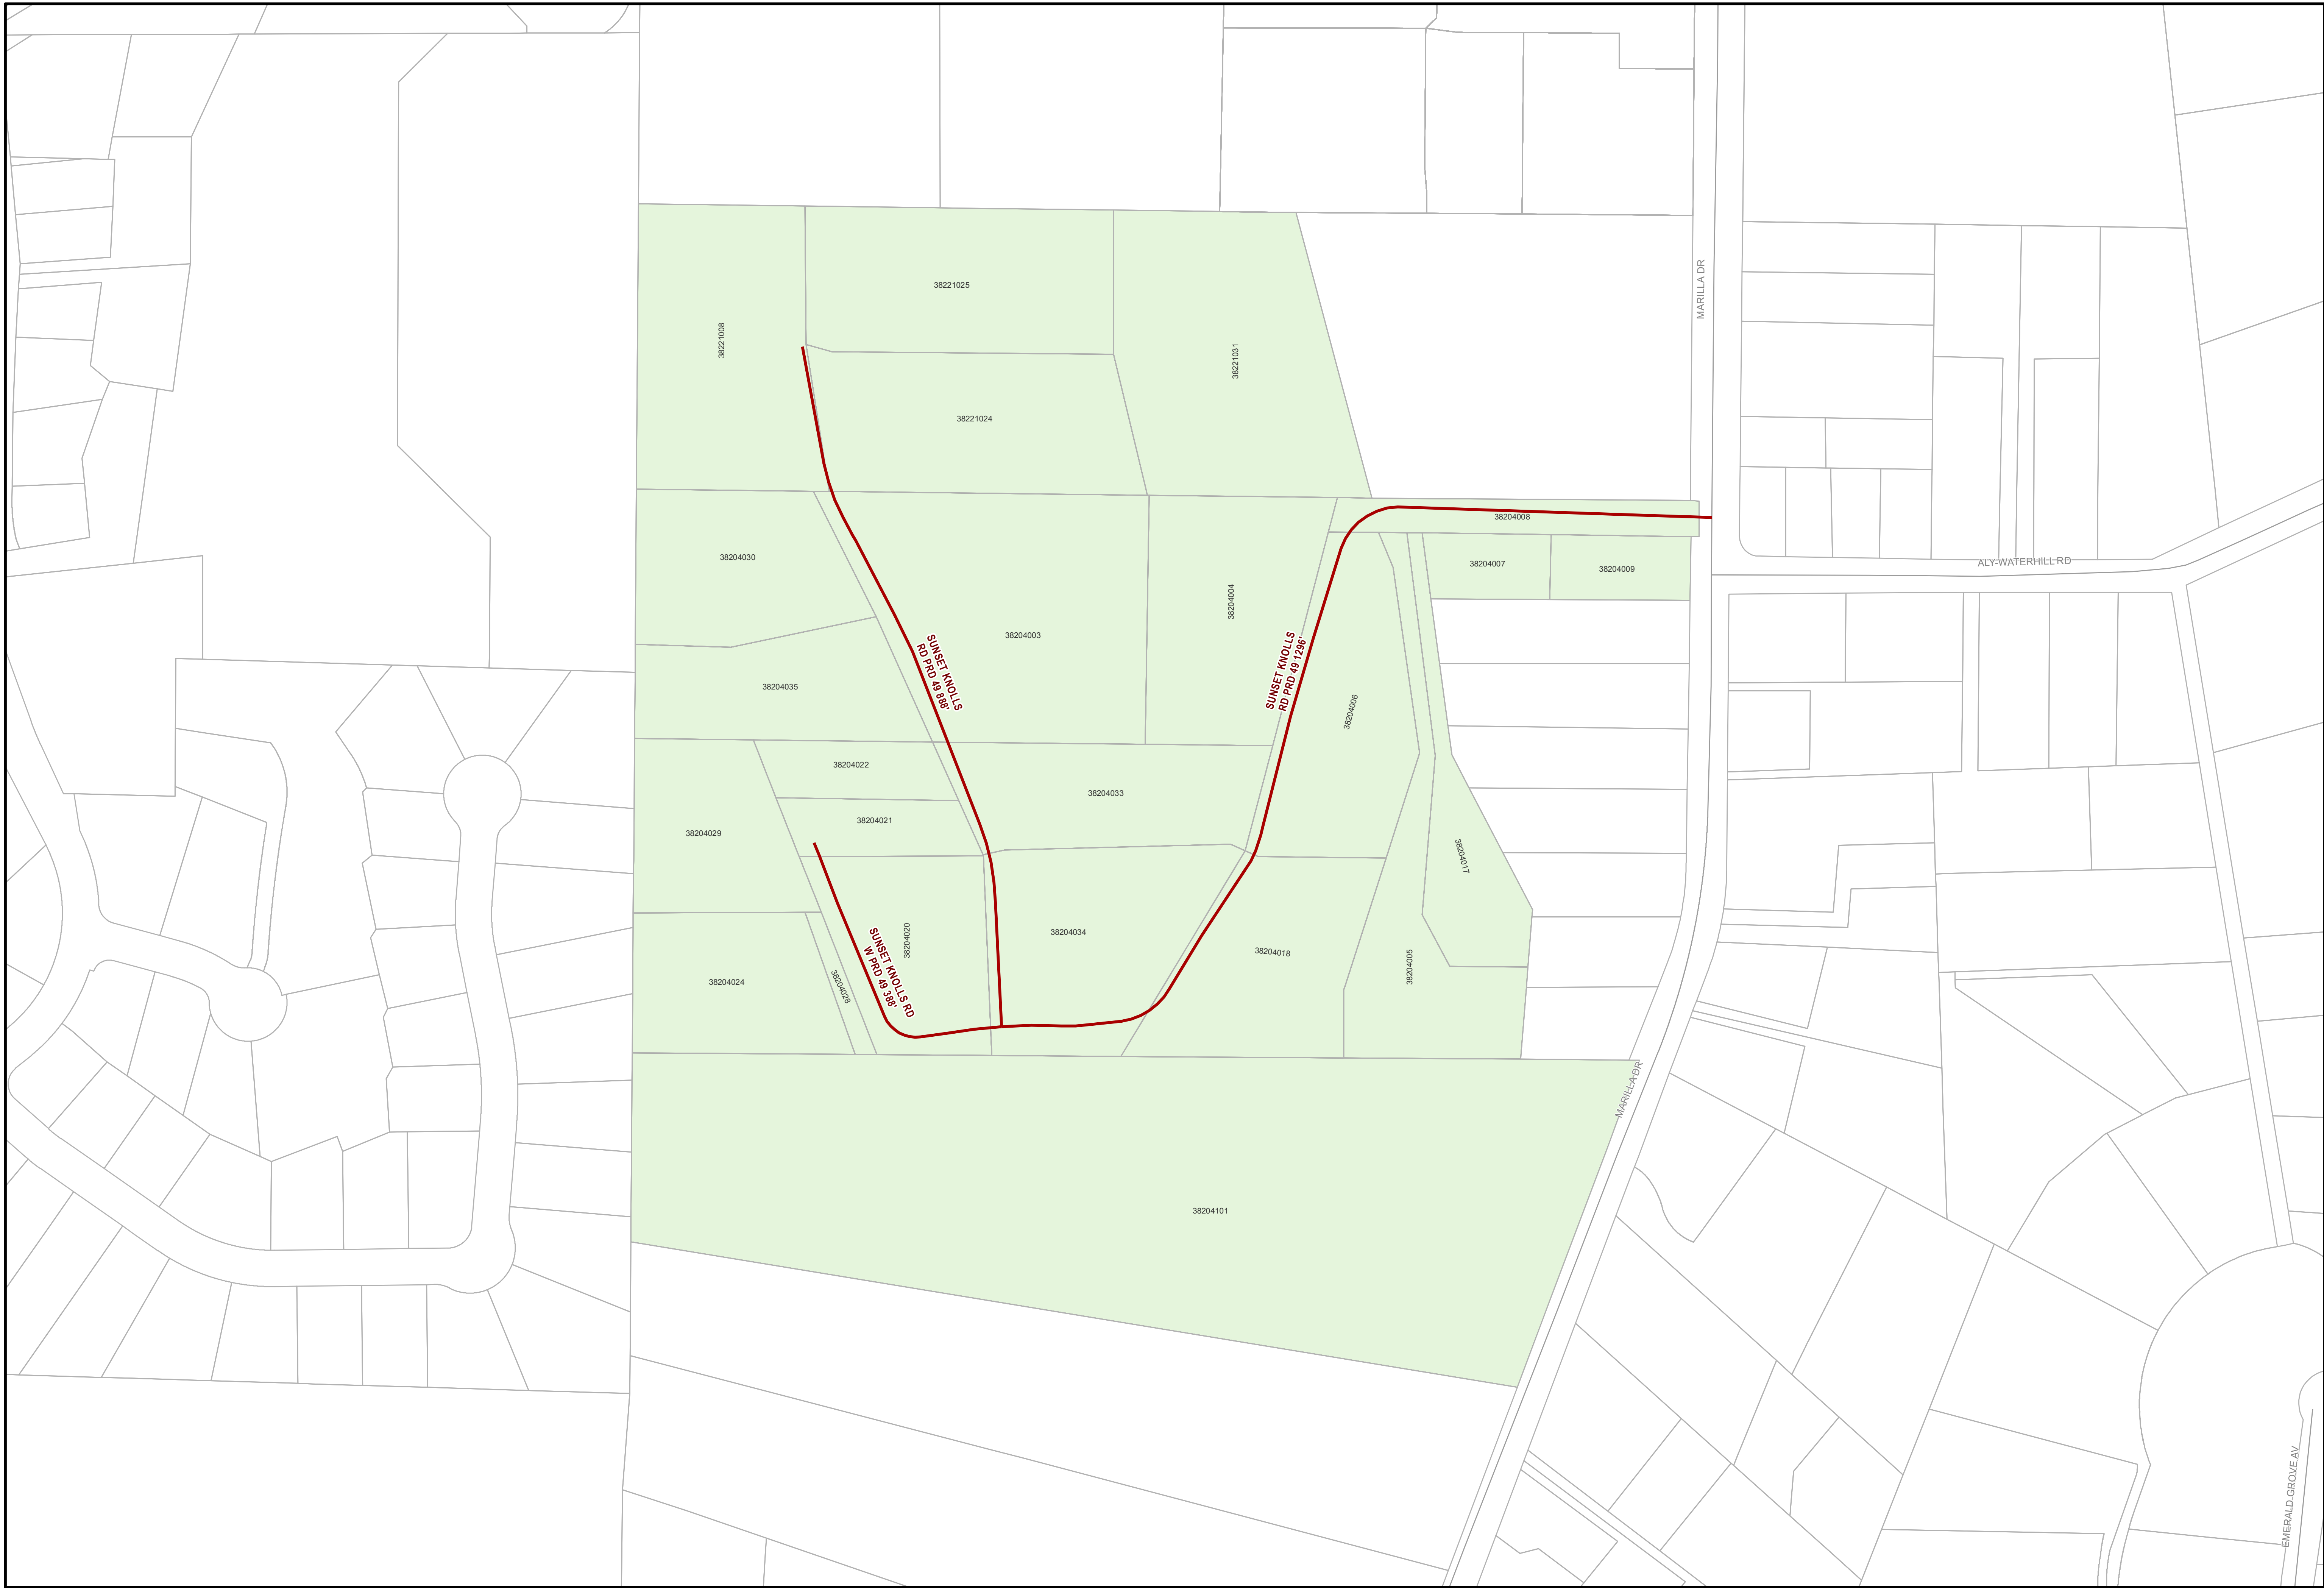 MARILLA DR
38221025
38221008
38221031
38221024
38204008
38204030
38204007
38204009
ALY-WATERHILL RD
38204004
38204003
SUNSET KNOLLS
RD PRD 49 888'
SUNSET KNOLLS
RD PRD 49 1296'
38204035
38204006
38204022
38204033
38204021
38204029
38204017
38204020
38204034
38204018
38204005
SUNSET KNOLLS RD
W PRD 49 388'
38204024
38204028
MARILLA DR
38204101
EMERALD GROVE AV